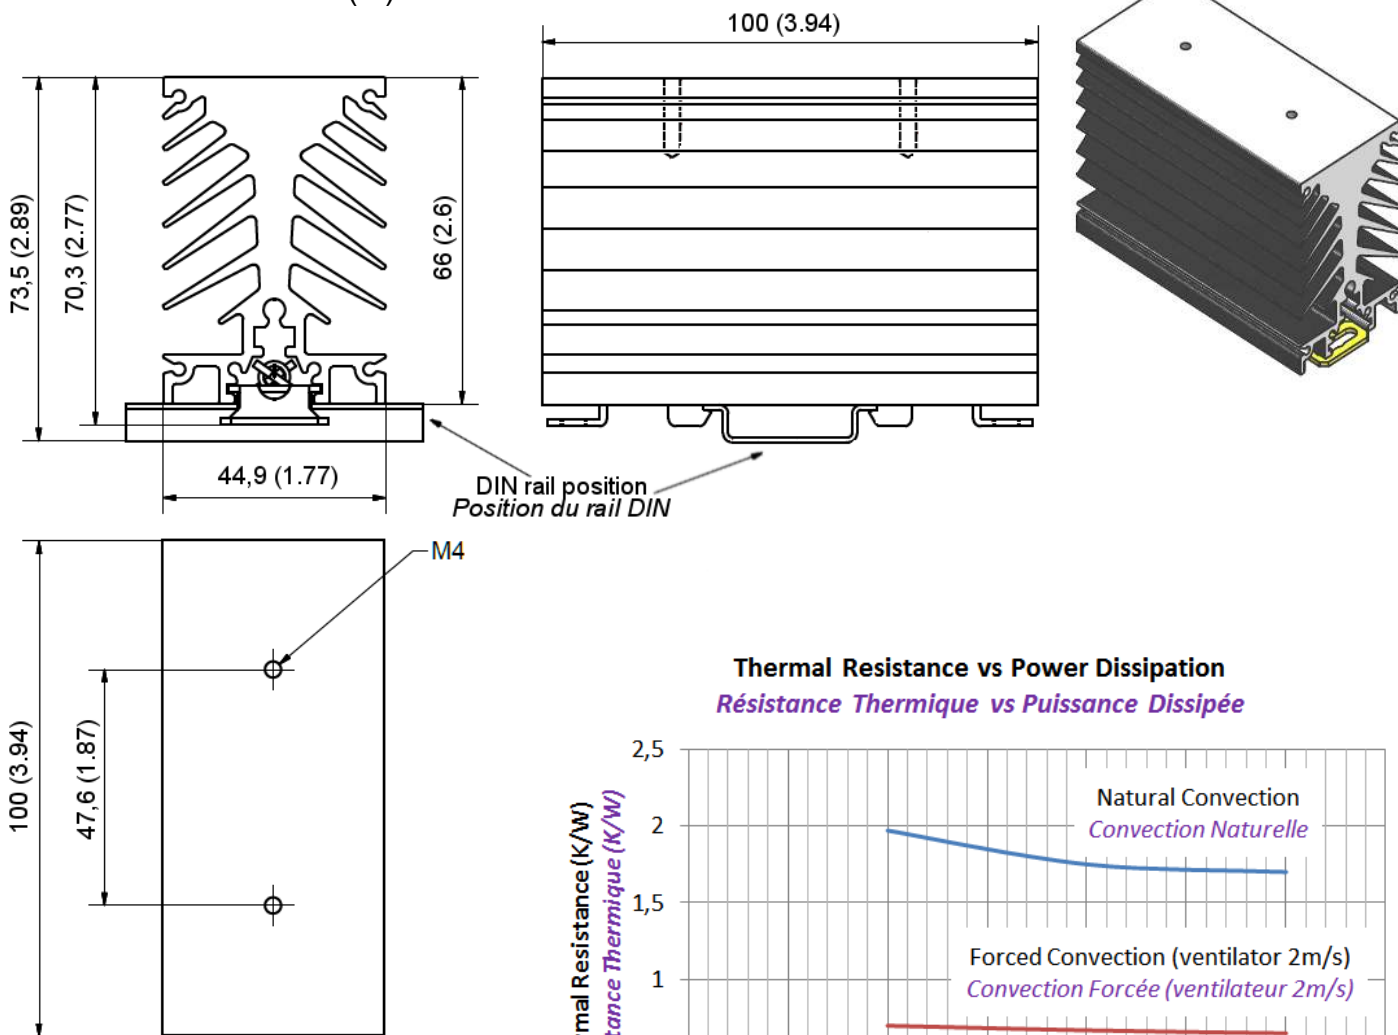 100 (3.94)
73,5 (2.89)
70,3 (2.77)
66 (2.6)
44,9 (1.77)
DIN rail position
Position du rail DIN
M4
100 (3.94)
47,6 (1.87)
Thermal Resistance vs Power Dissipation
Résistance Thermique vs Puissance Dissipée
2,5
2
1,5
1
Natural Convection
Convection Naturelle
Forced Convection (ventilator 2m/s)
Convection Forcée (ventilateur 2m/s)
Resistance (K/W)
Thermique (K/W)